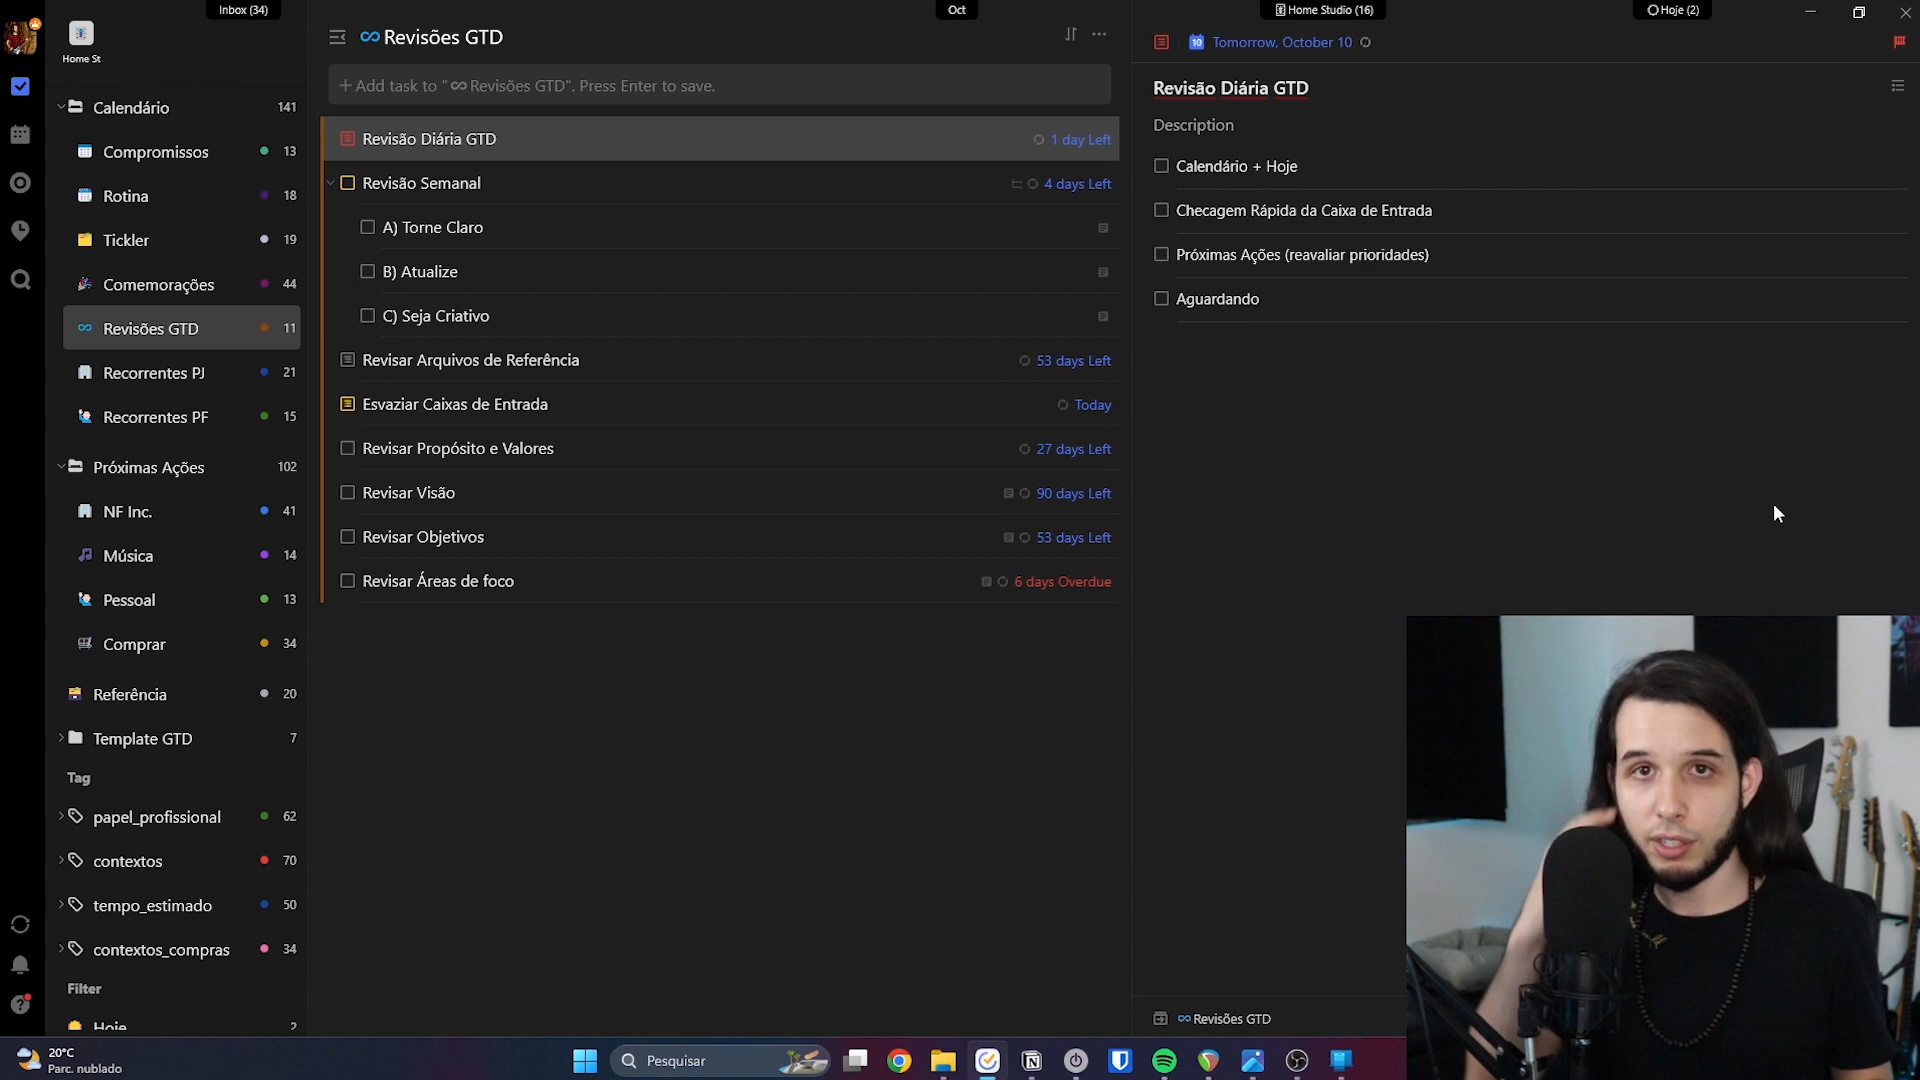 Inbox (34)
Oct
Home Studio (16)
Hoje (2)
Home St
Calendário 141
Compromissos 13
Rotina 18
Tickler 19
Comemorações 44
Revisões GTD 11
Recorrentes PJ 21
Recorrentes PF 15
Próximas Ações 102
NF Inc. 41
Música 14
Pessoal 13
Comprar 34
Referência 20
Template GTD 7
Tag
papel_profissional 62
contextos 70
tempo_estimado 50
contextos_compras 34
Filter
Hoje 2
Revisões GTD
+ Add task to "∞ Revisões GTD". Press Enter to save.
Revisão Diária GTD 1 day Left
Revisão Semanal 4 days Left
A) Torne Claro
B) Atualize
C) Seja Criativo
Revisar Arquivos de Referência 53 days Left
Esvaziar Caixas de Entrada Today
Revisar Propósito e Valores 27 days Left
Revisar Visão 90 days Left
Revisar Objetivos 53 days Left
Revisar Áreas de foco 6 days Overdue
10 Tomorrow, October 10
Revisão Diária GTD
Description
Calendário + Hoje
Checagem Rápida da Caixa de Entrada
Próximas Ações (reavaliar prioridades)
Aguardando
Revisões GTD
20°C
Parc. nublado
Pesquisar